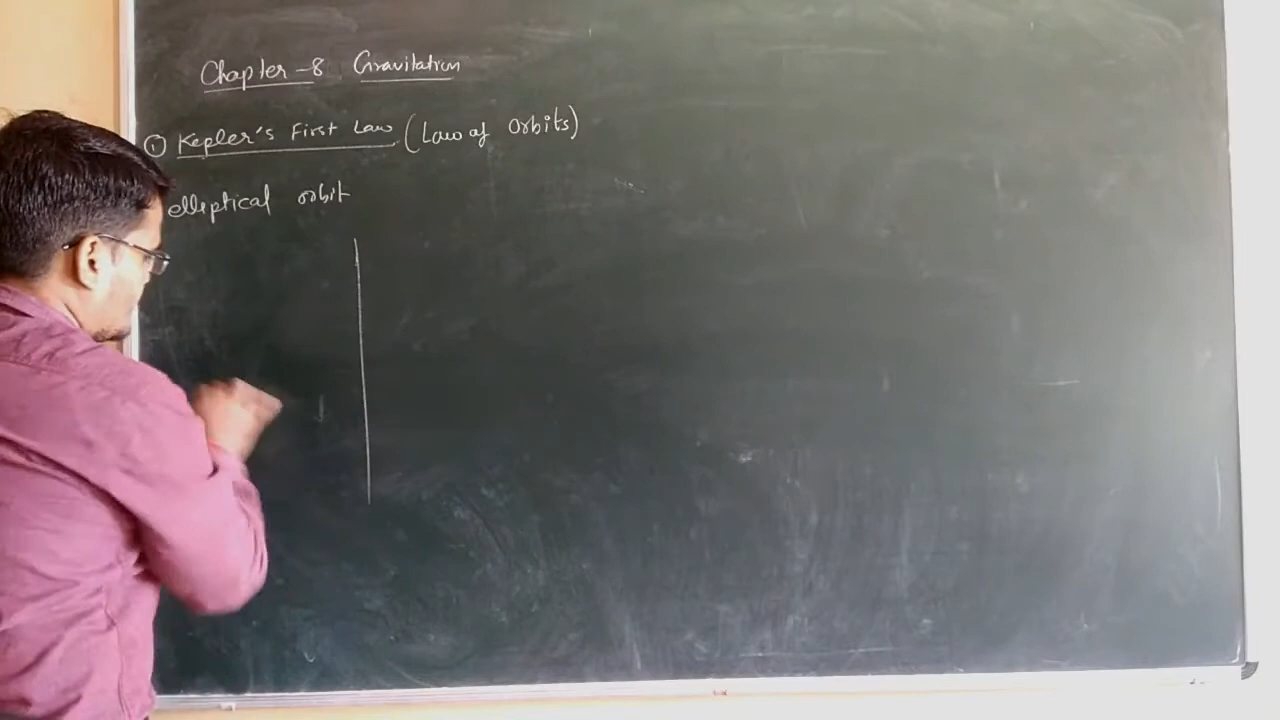 Chapter-8 Gravitation
① Kepler's First Law (Law of Orbits)
elliptical orbit